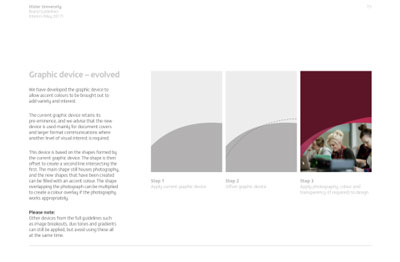 University
Brand Guidelines
Interim May 2017
Graphic device – evolved
We have developed the graphic device to
allow accent colours to be brought out to
add variety and interest.
The current graphic device retains its
pre-eminence, and we advise that the new
device is used mainly for document covers
and larger format communications where
another level of visual interest is required.
This device is based on the shapes formed by
the current graphic device. The shape is then
offset to create a second line intersecting the
first. The main shape still houses photography,
and the new shapes that have been created
can be filled with an accent colour. The shape
overlapping the photograph can be multiplied
to create a colour overlay if the photography
works appropriately.
Please note:
Other devices from the full guidelines such
as image breakouts, duo tones and gradients
can still be applied, but avoid using these all
at the same time.
Step 1
Apply current graphic device
Step 2
Offset graphic device
Step 3
Apply photography, colour and
transparency if required to design